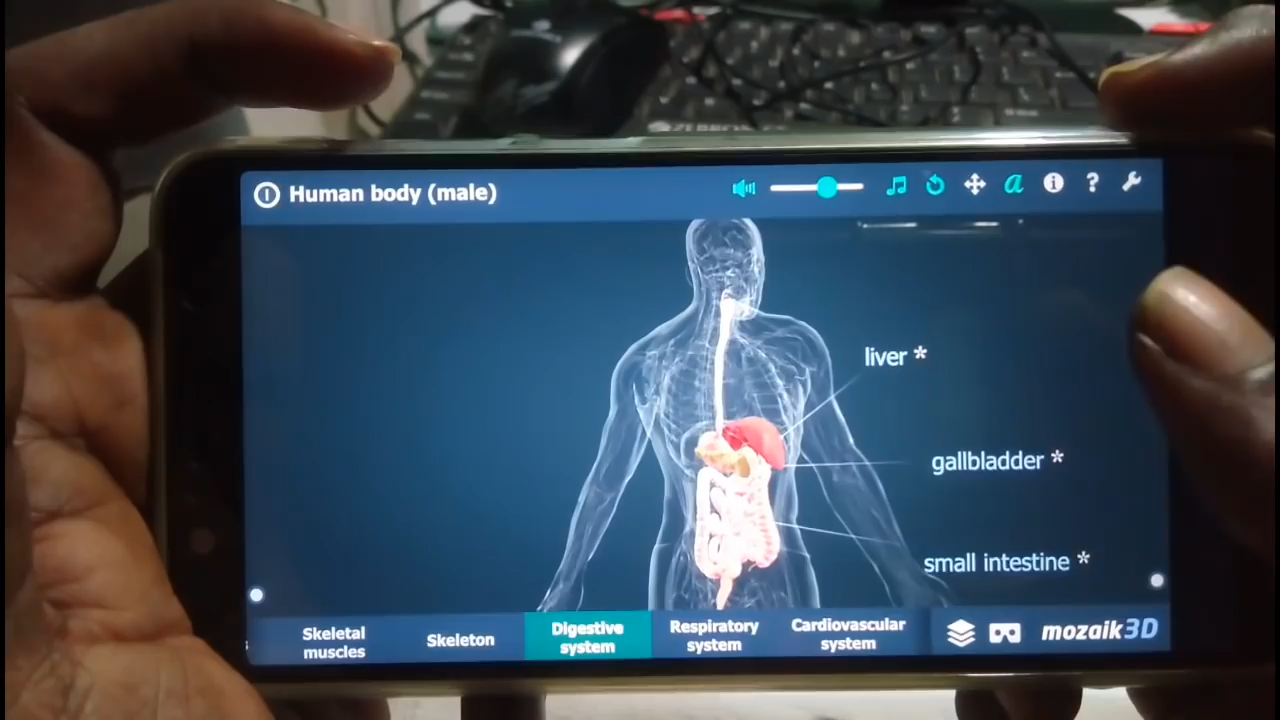 Human body (male)
liver *
gallbladder *
small intestine *
Skeletal
muscles
Skeleton
Digestive
system
Respiratory
system
Cardiovascular
system
mozaik3D